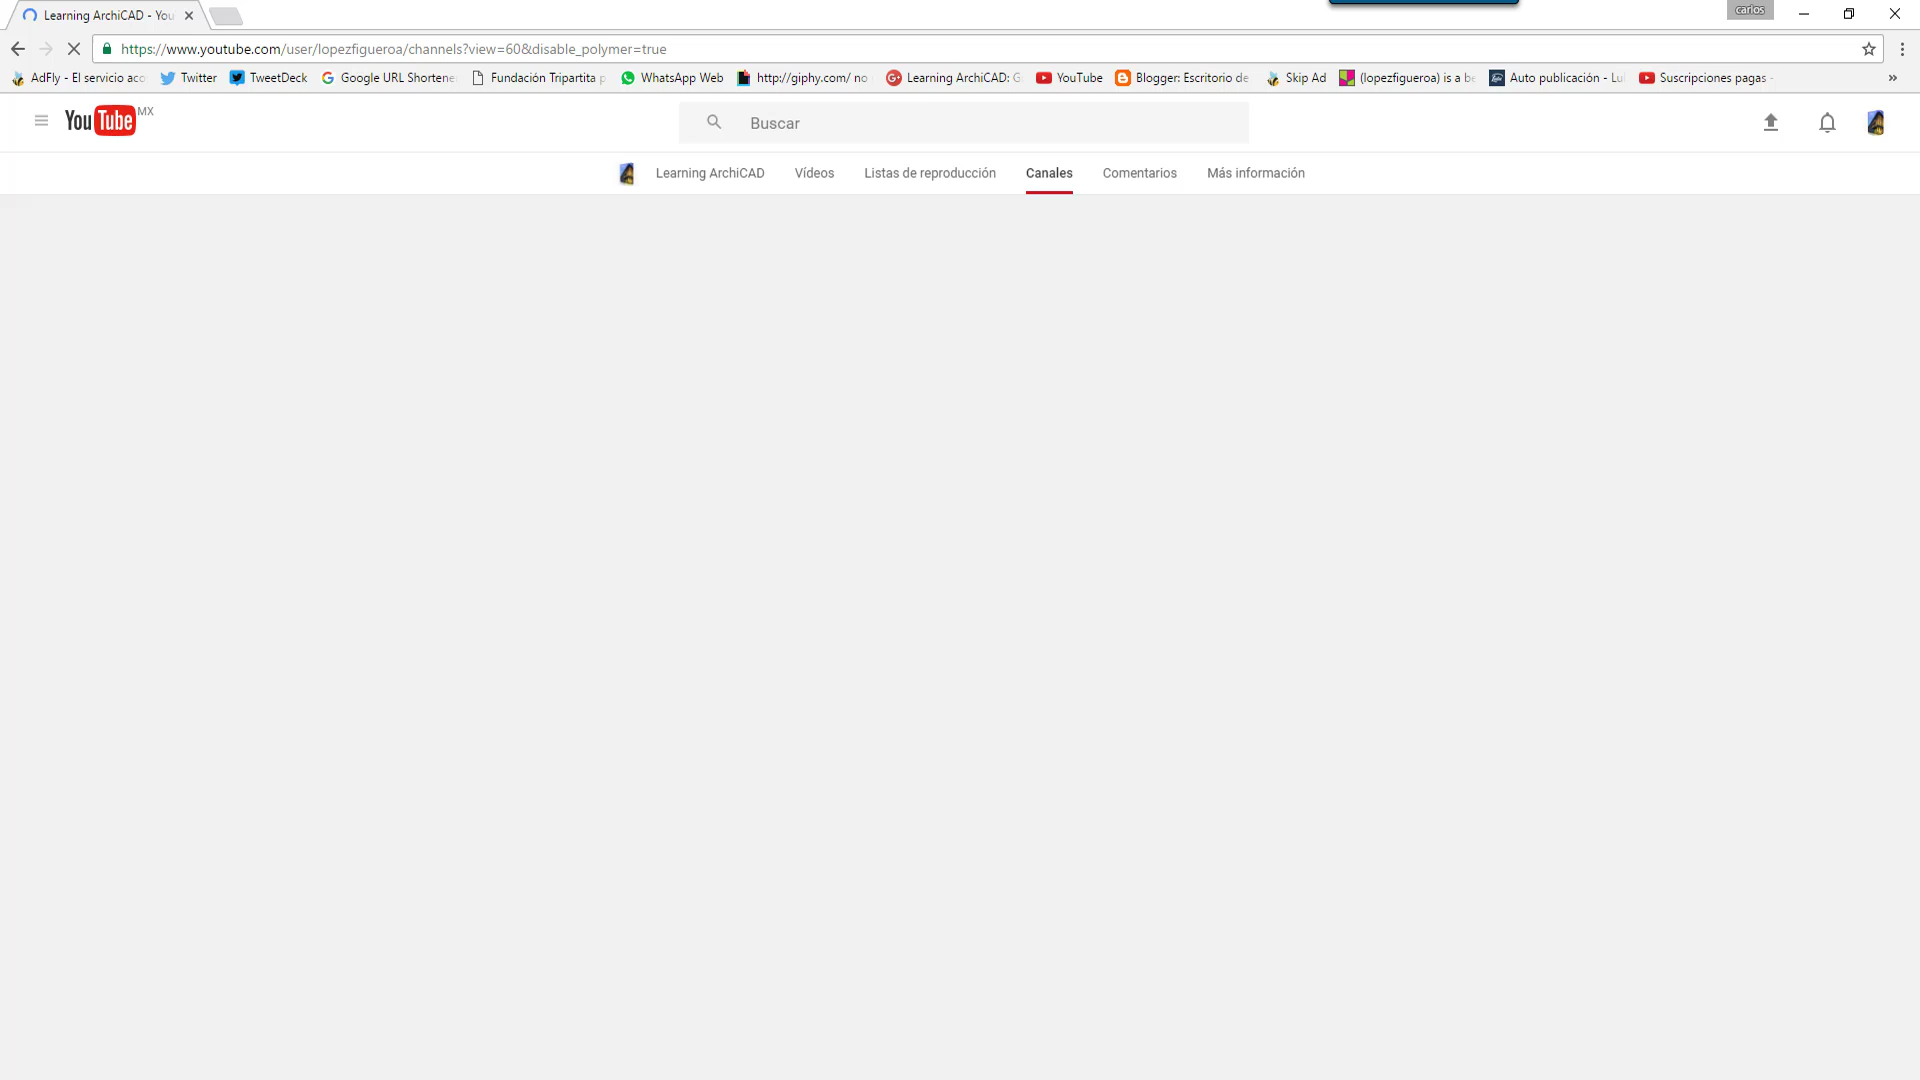 Learning ArchiCAD - You
carlos
https://www.youtube.com/user/lopezfigueroa/channels?view=60&disable_polymer=true
AdFly - El servicio aco Twitter TweetDeck Google URL Shortene Fundación Tripartita p WhatsApp Web http://giphy.com/ no Learning ArchiCAD: G YouTube Blogger: Escritorio de Skip Ad (lopezfigueroa) is a be Auto publicación - Lu Suscripciones pagas -
YouTube MX
Buscar
Learning ArchiCAD Vídeos Listas de reproducción Canales Comentarios Más información